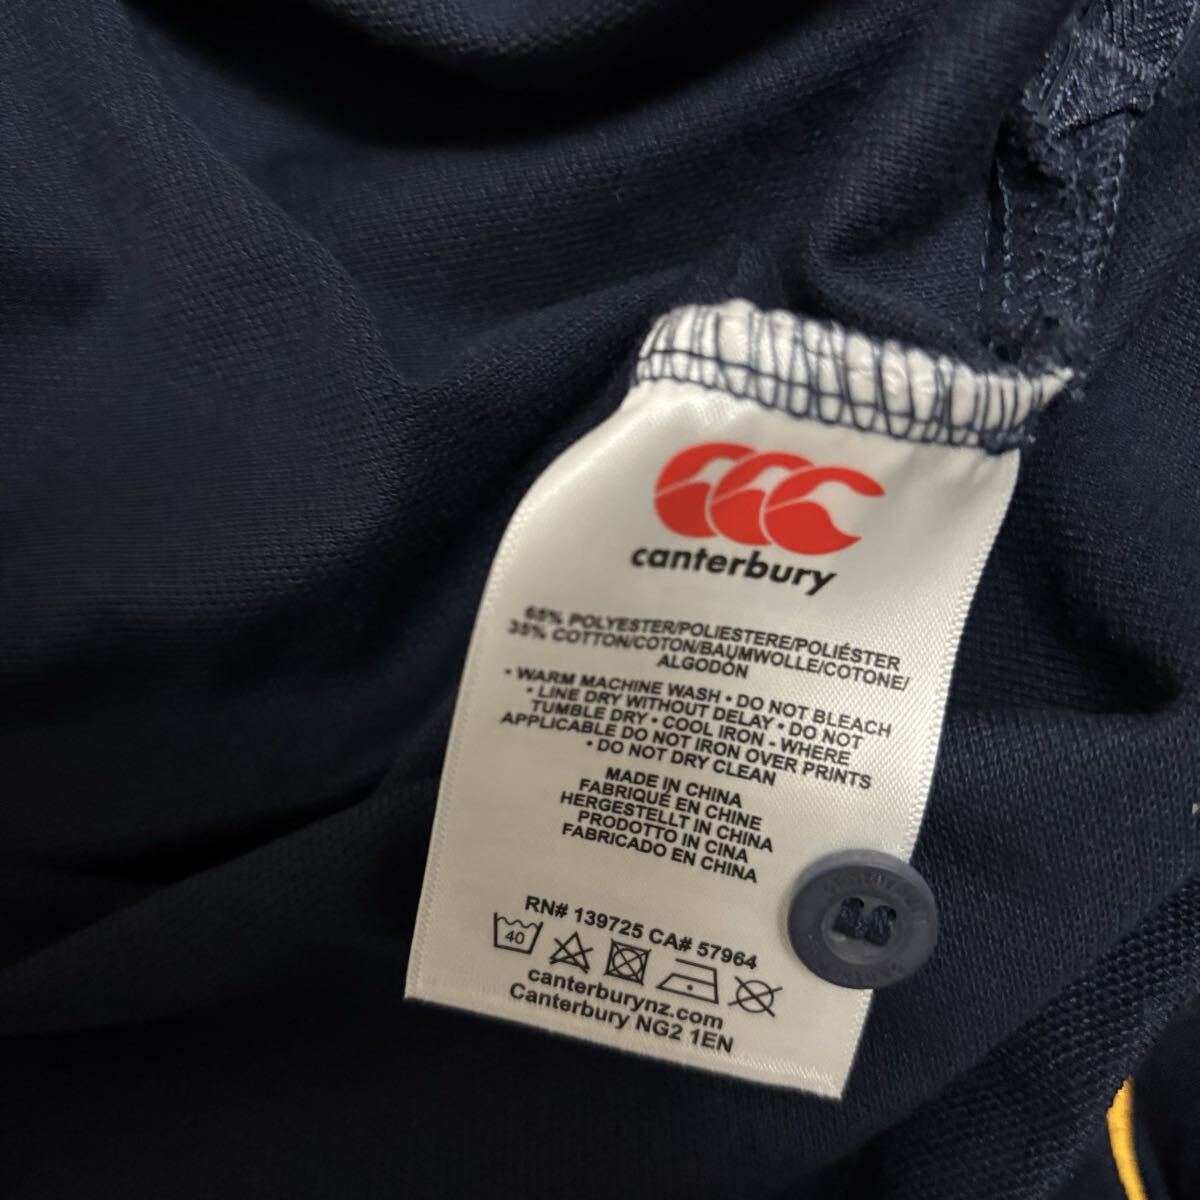 canterbury
65% POLYESTER/POLIESTERE/POLIÉSTER
35% COTTON/COTON/BAUMWOLLE/COTONE/
ALGODÓN
• WARM MACHINE WASH • DO NOT BLEACH
• LINE DRY WITHOUT DELAY • DO NOT
TUMBLE DRY • COOL IRON - WHERE
APPLICABLE DO NOT IRON OVER PRINTS
• DO NOT DRY CLEAN
MADE IN CHINA
FABRIQUÉ EN CHINE
HERGESTELLT IN CHINA
PRODOTTO IN CINA
FABRICADO EN CHINA
RN# 139725 CA# 57964
40
canterburynz.com
Canterbury NG2 1EN